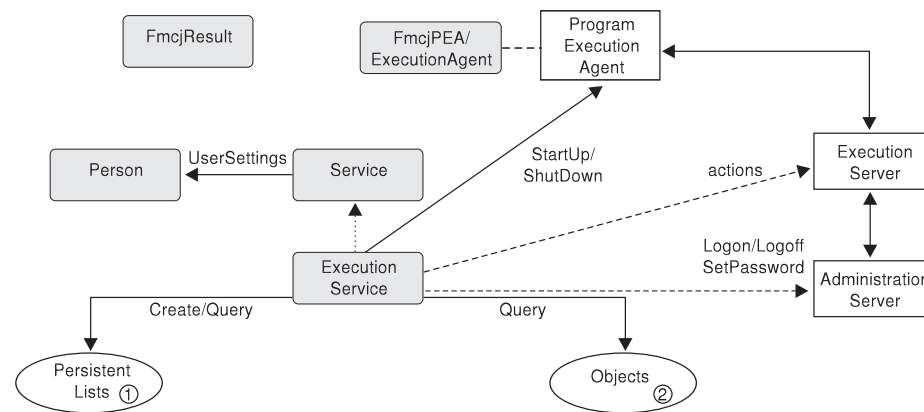 FmcjResult
FmcjPEA/
ExecutionAgent
Program
Execution
Agent
Person
UserSettings
Service
StartUp/
ShutDown
actions
Execution
Server
Execution
Service
Logon/Logoff
SetPassword
Administration
Server
Create/Query
Query
Persistent
Lists ①
Objects ②